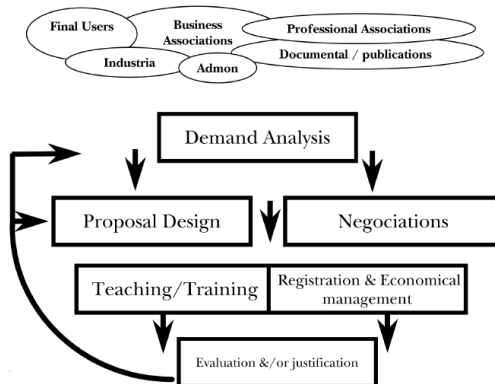 Final Users
Business
Associations
Professional Associations
Documental / publications
Industria
Admon
Demand Analysis
Proposal Design
Negociations
Teaching/Training
Registration & Economical
management
Evaluation &/or justification